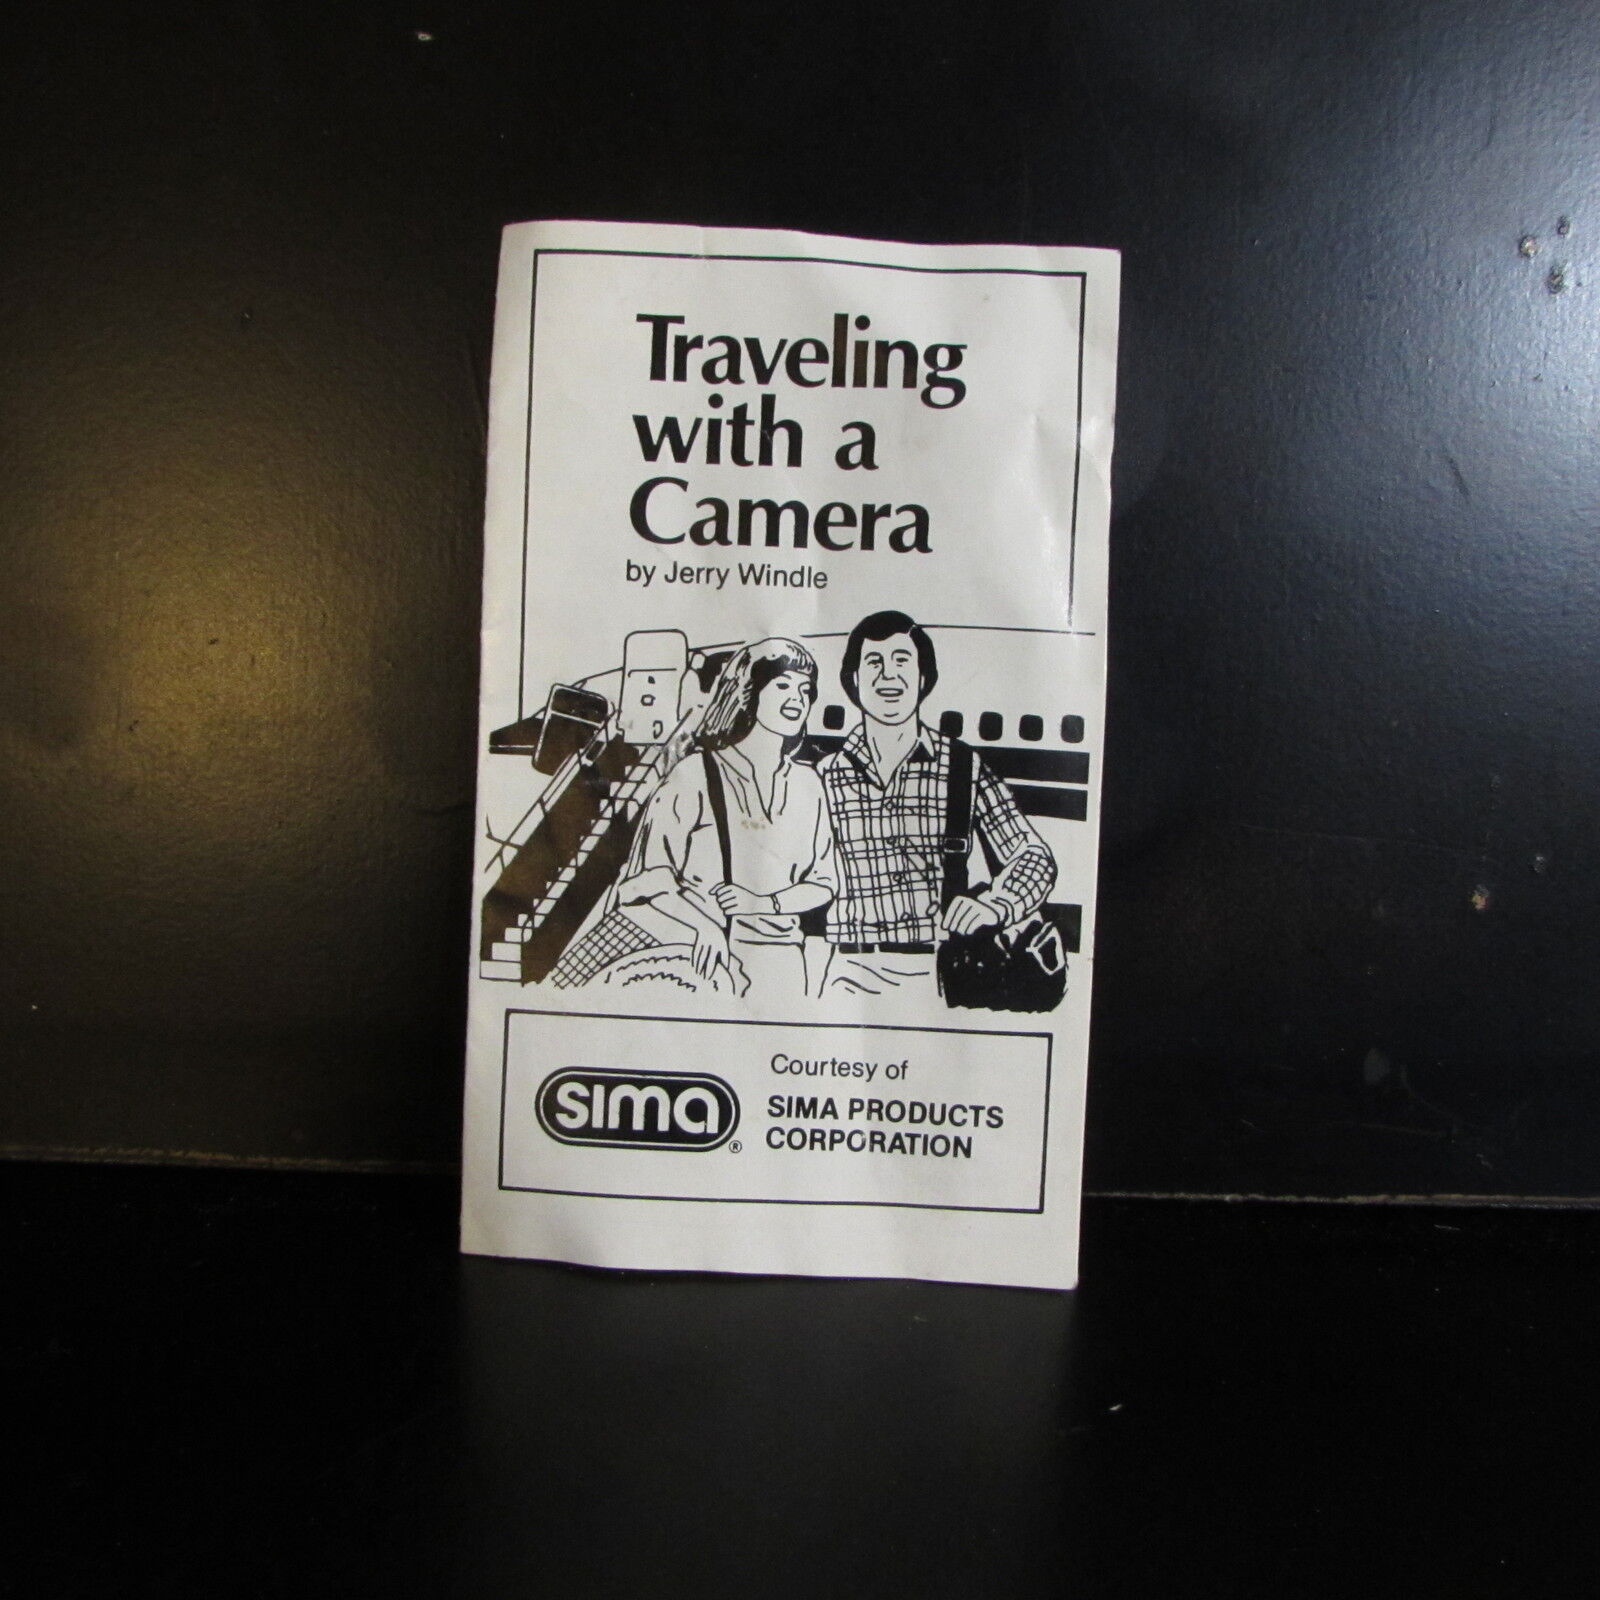 Traveling
with a
Camera
by Jerry Windle
sima®
Courtesy of
SIMA PRODUCTS
CORPORATION